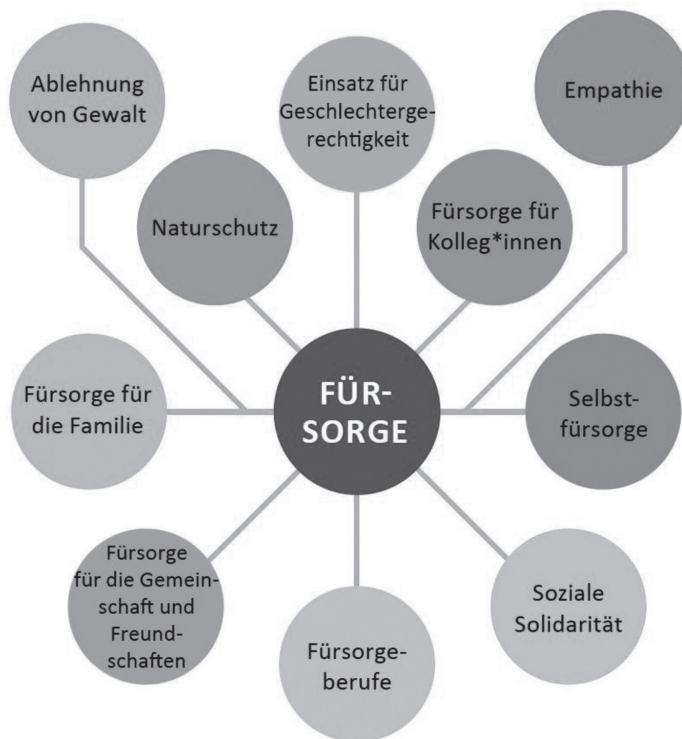 Ablehnung
von Gewalt
Einsatz für
Geschlechterge-
rechtigkeit
Empathie
Naturschutz
Fürsorge für
Kolleg*innen
Fürsorge für
die Familie
FÜR-
SORGE
Selbst-
fürsorge
Fürsorge
für die Gemein-
schaft und
Freund-
schaften
Fürsorge-
berufe
Soziale
Solidarität